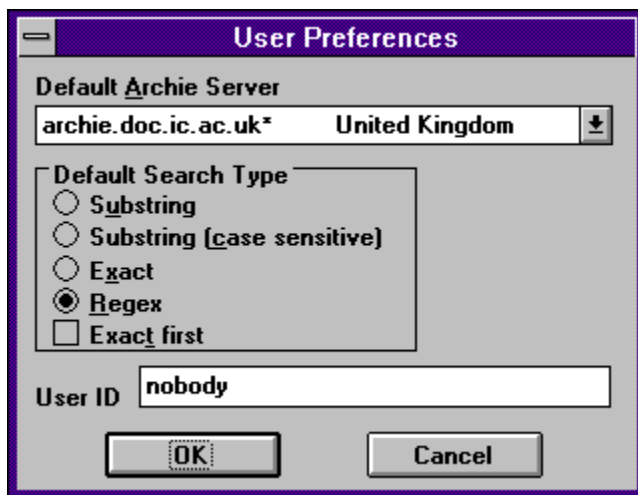 User Preferences
Default Archie Server
archie.doc.ic.ac.uk* United Kingdom
Default Search Type
Substring
Substring (case sensitive)
Exact
Regex
Exact first
User ID nobody
OK Cancel